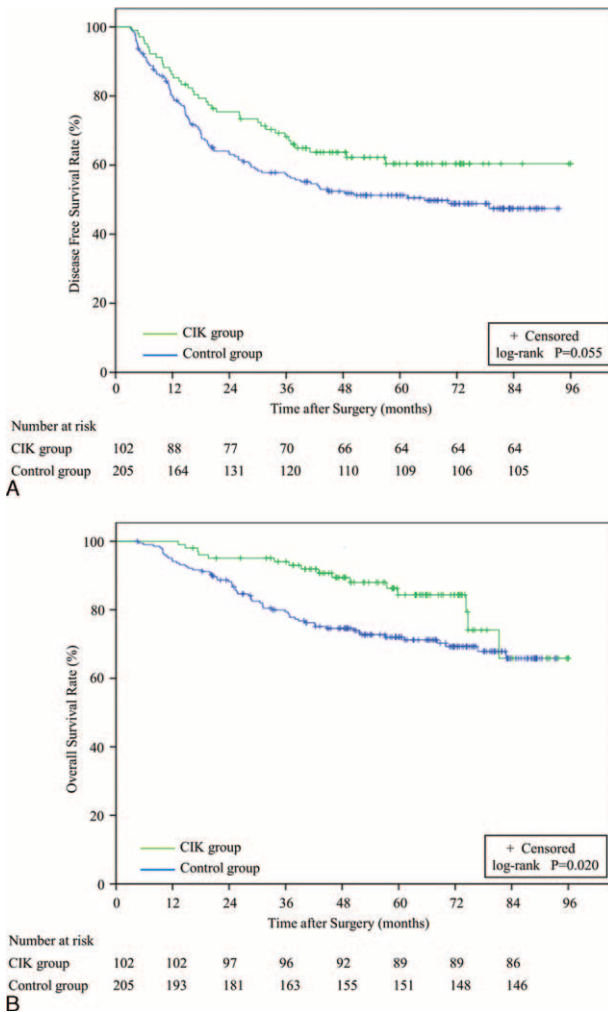 100
80
60
40
20
0
Disease Free Survival Rate (%)
CIK group
Control group
+ Censored
log-rank P=0.055
0 12 24 36 48 60 72 84 96
Time after Surgery (months)
Number at risk
CIK group 102 88 77 70 66 64 64 64
Control group 205 164 131 120 110 109 106 105
A
100
80
60
40
20
0
Overall Survival Rate (%)
CIK group
Control group
+ Censored
log-rank P=0.020
0 12 24 36 48 60 72 84 96
Time after Surgery (months)
Number at risk
CIK group 102 102 97 96 92 89 89 86
Control group 205 193 181 163 155 151 148 146
B